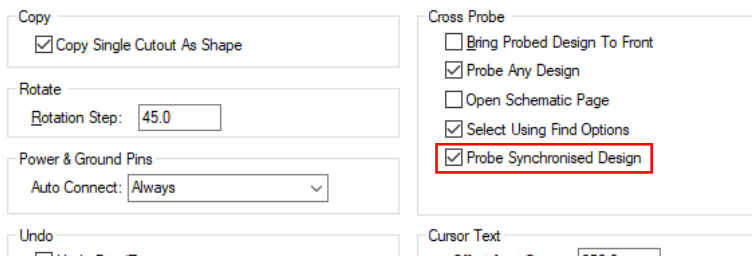 Copy
Copy Single Cutout As Shape
Rotate
Rotation Step: 45.0
Power & Ground Pins
Auto Connect: Always
Undo
Cross Probe
Bring Probed Design To Front
Probe Any Design
Open Schematic Page
Select Using Find Options
Probe Synchronised Design
Cursor Text